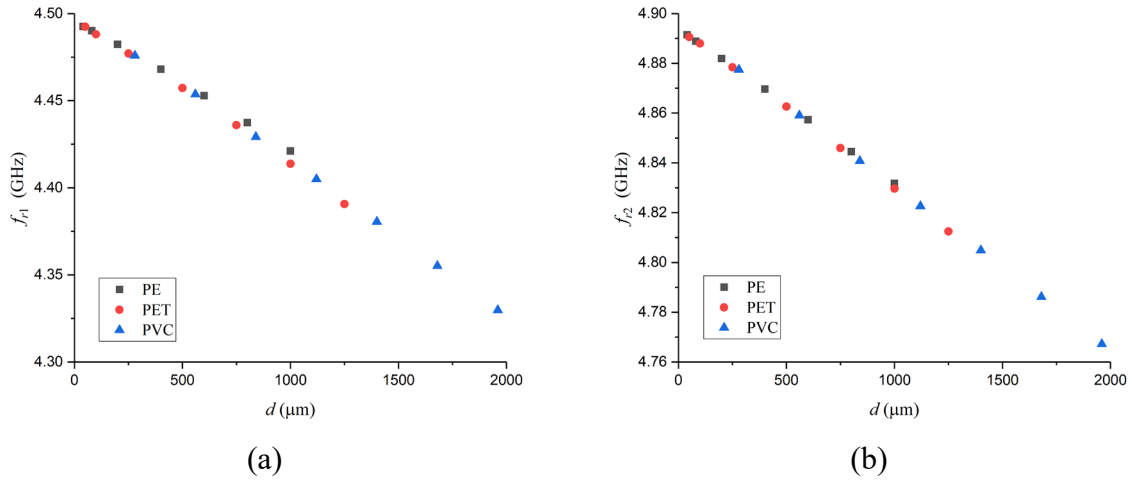 4.50
4.45
4.40
4.35
4.30
fr1 (GHz)
PE
PET
PVC
0
500
1000
1500
2000
d (μm)
(a)
4.90
4.88
4.86
4.84
4.82
4.80
4.78
4.76
fr2 (GHz)
PE
PET
PVC
0
500
1000
1500
2000
d (μm)
(b)